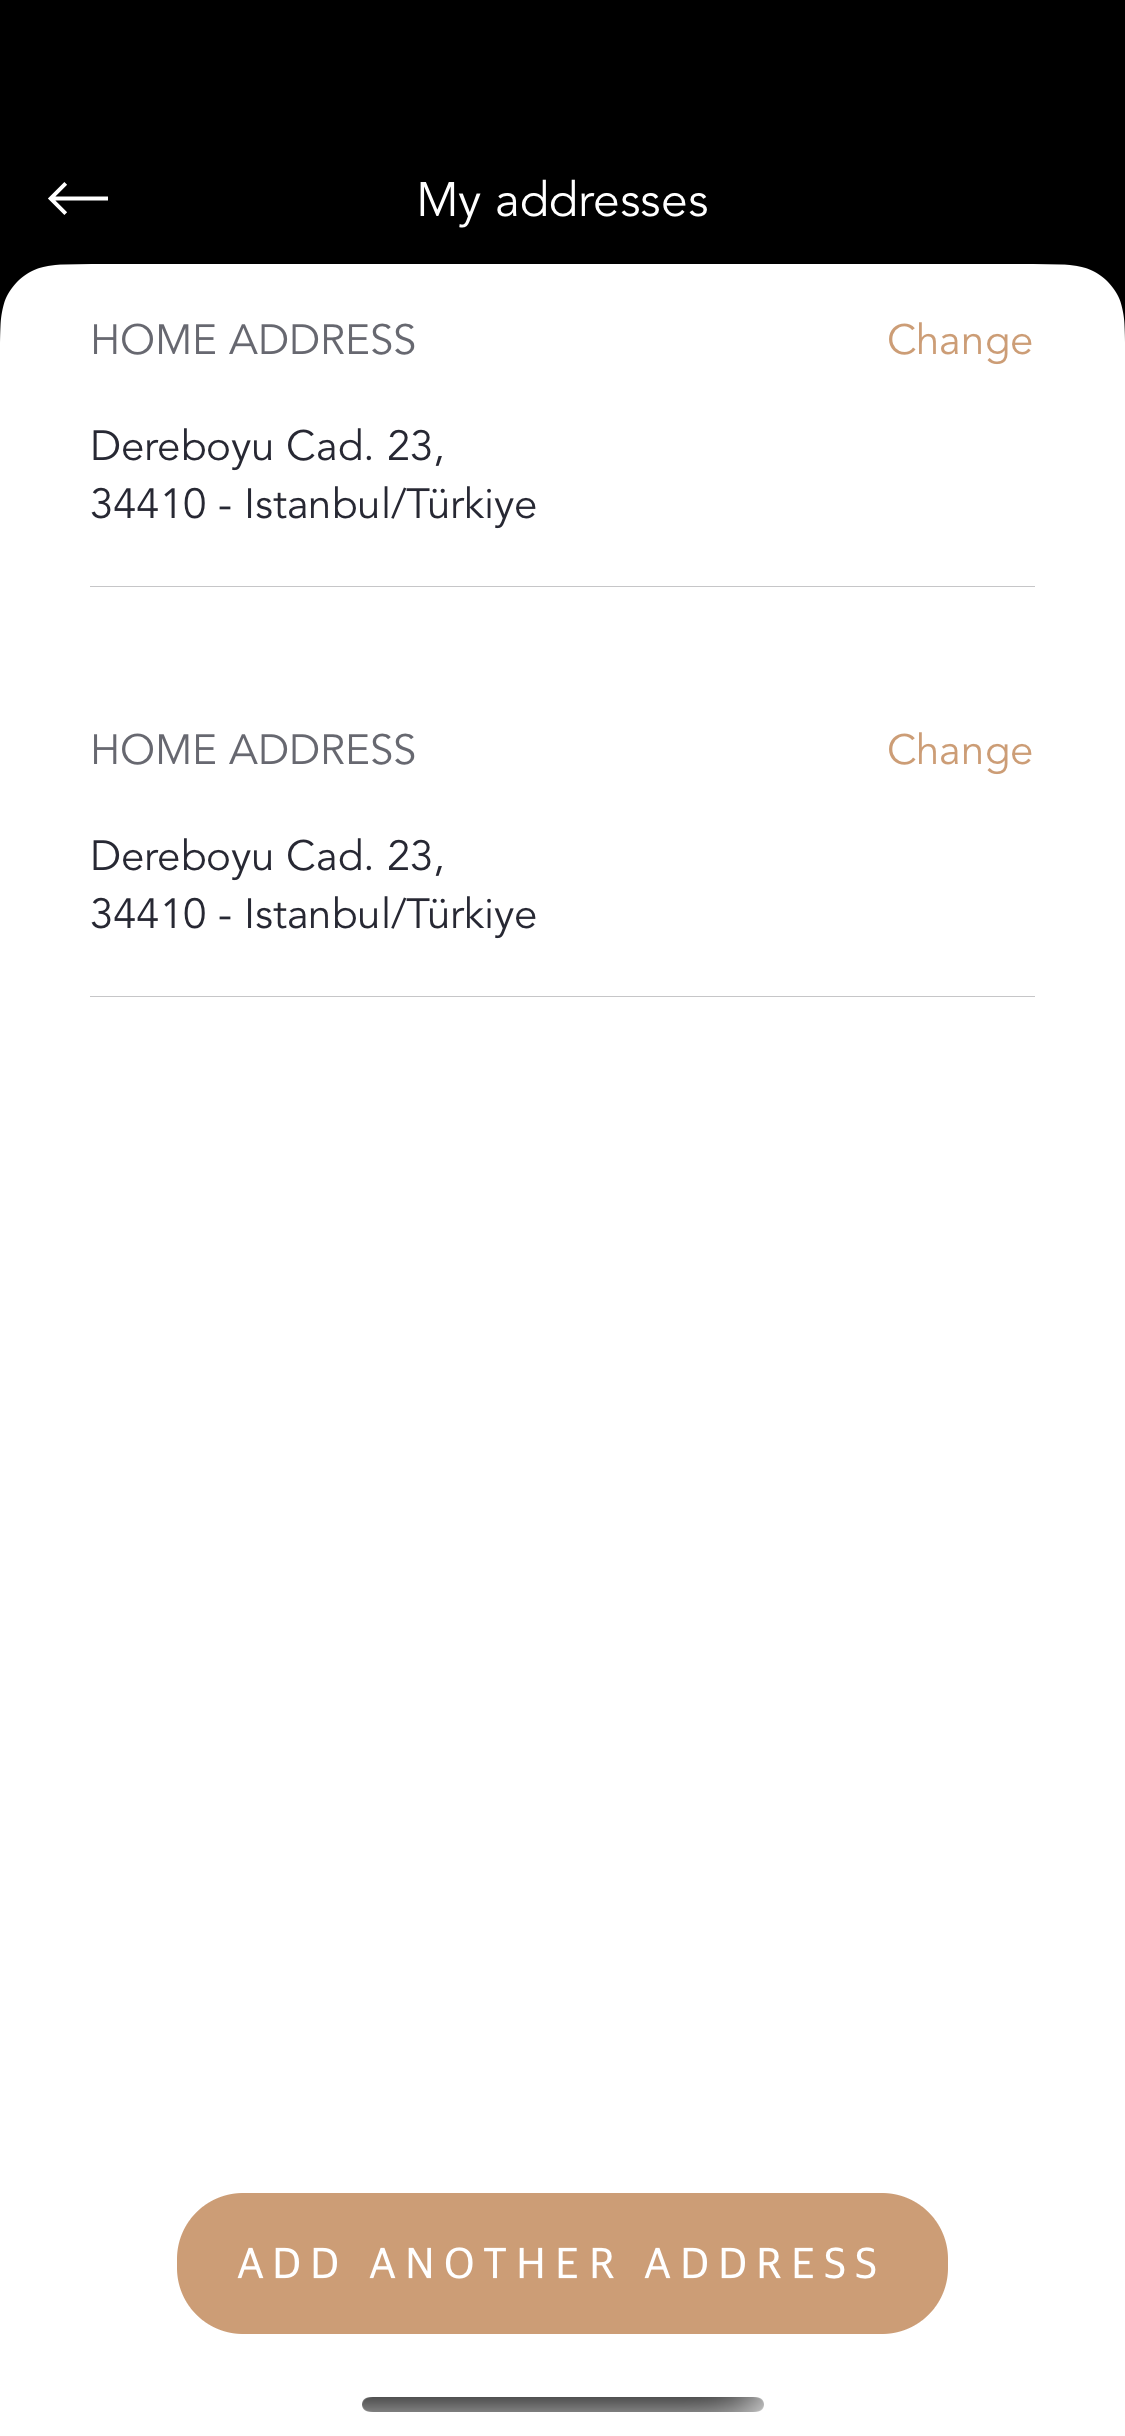 My addresses
HOME ADDRESS
Change
Dereboyu Cad. 23,
34410 - Istanbul/Türkiye
HOME ADDRESS
Change
Dereboyu Cad. 23,
34410 - Istanbul/Türkiye
ADD ANOTHER ADDRESS